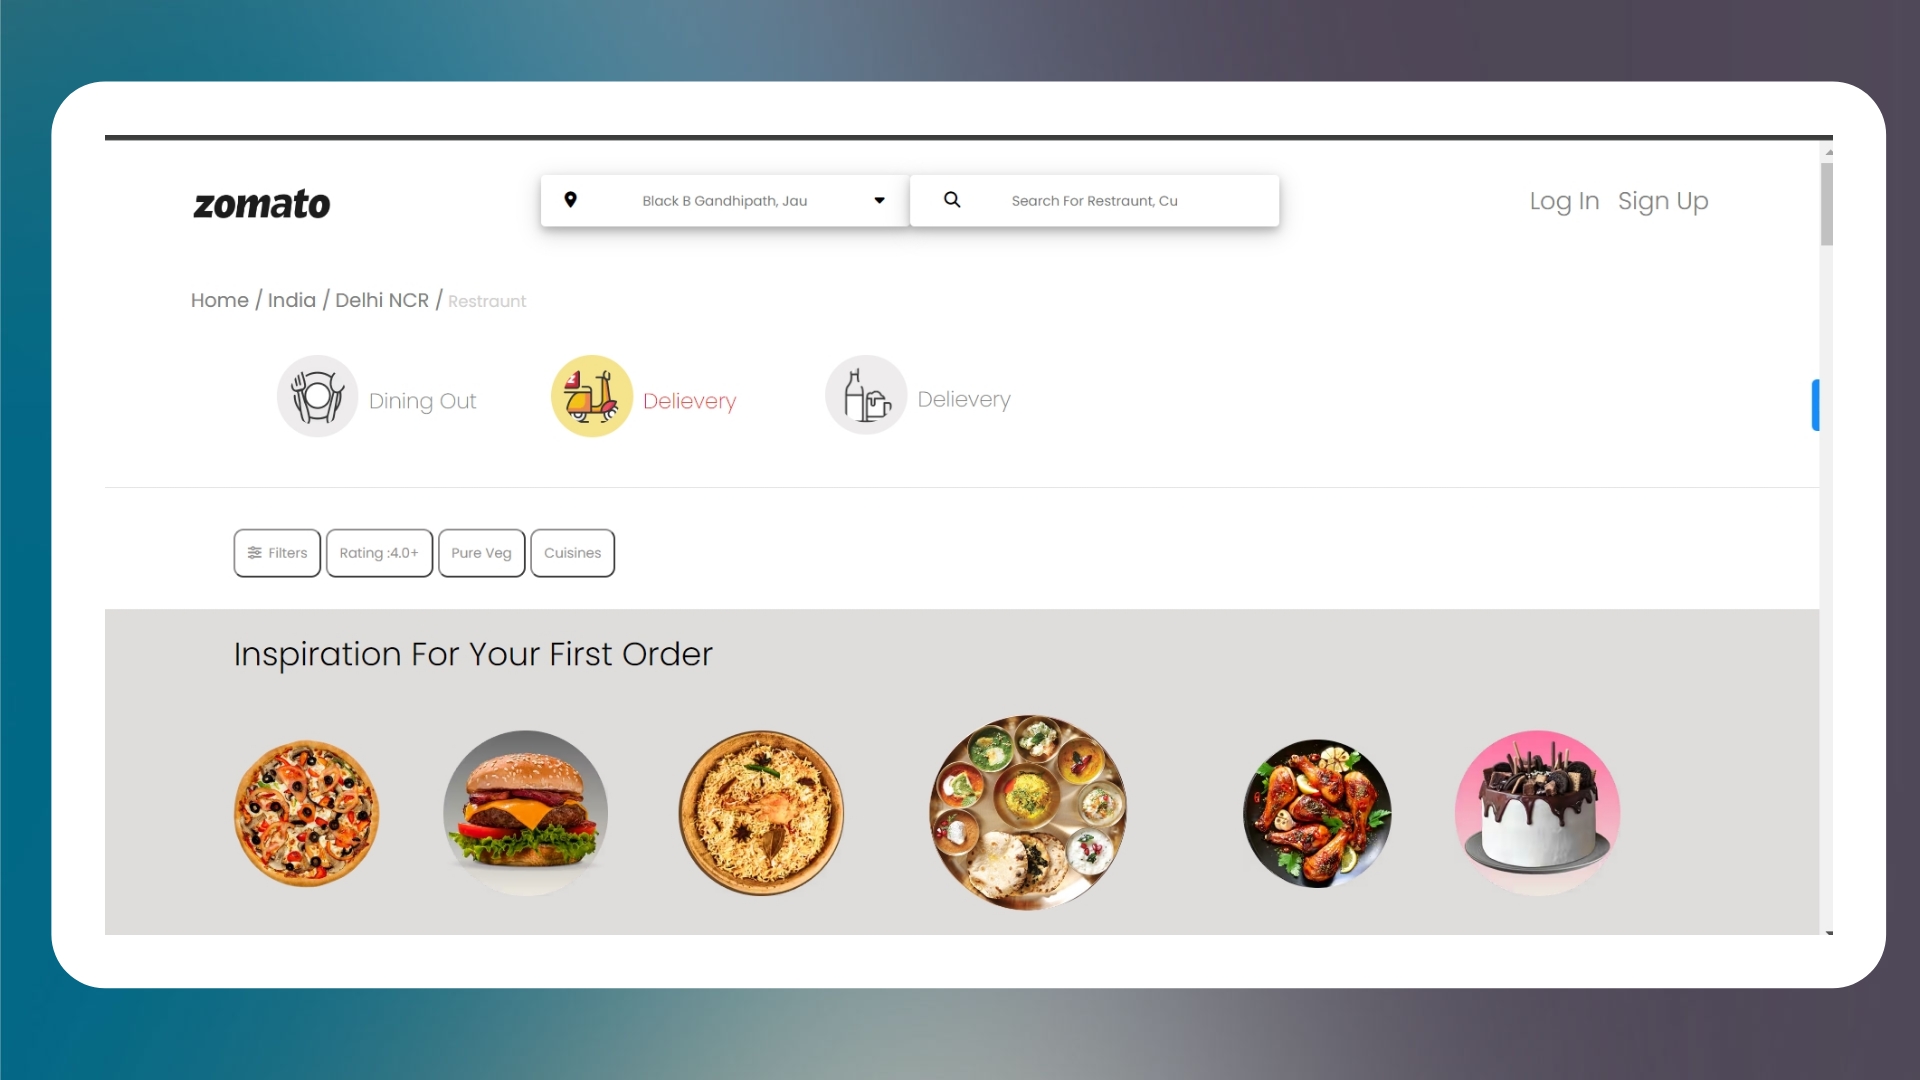 zomato
Black B Gandhipath, Jau
Search For Restraunt, Cu
Log In Sign Up
Home / India / Delhi NCR / Restraunt
Dining Out
Delievery
Delievery
Filters
Rating :4.0+
Pure Veg
Cuisines
Inspiration For Your First Order